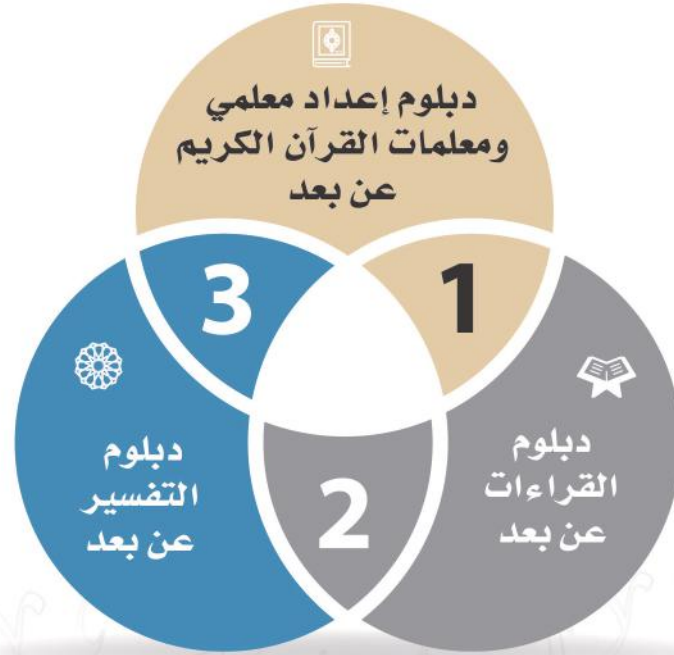 دبلوم إعداد معلمي
ومعلمات القرآن الكريم
عن بعد
1
3
دبلوم
القراءات
عن بعد
2
دبلوم
التفسير
عن بعد